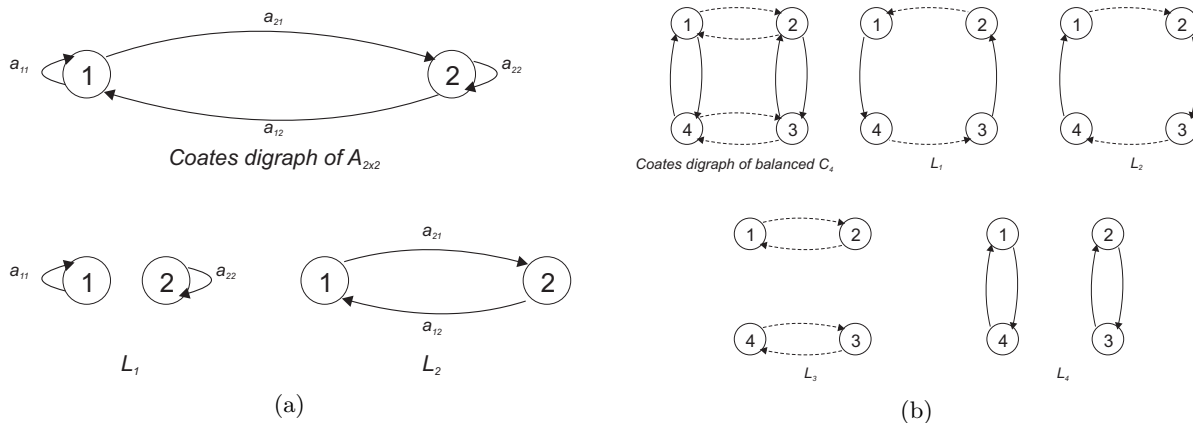 a₂₁
a₁₁ 1 2 a₂₂
a₁₂
Coates digraph of A₂ₓ₂
a₂₁
a₁₁ 1 2 a₂₂ 1 2
a₁₂
L₁ L₂
(a)
1 2 1 2 1 2
4 3 4 3 4 3
Coates digraph of balanced C₄ L₁ L₂
1 2 1 2
4 3 4 3
L₃ L₄
(b)